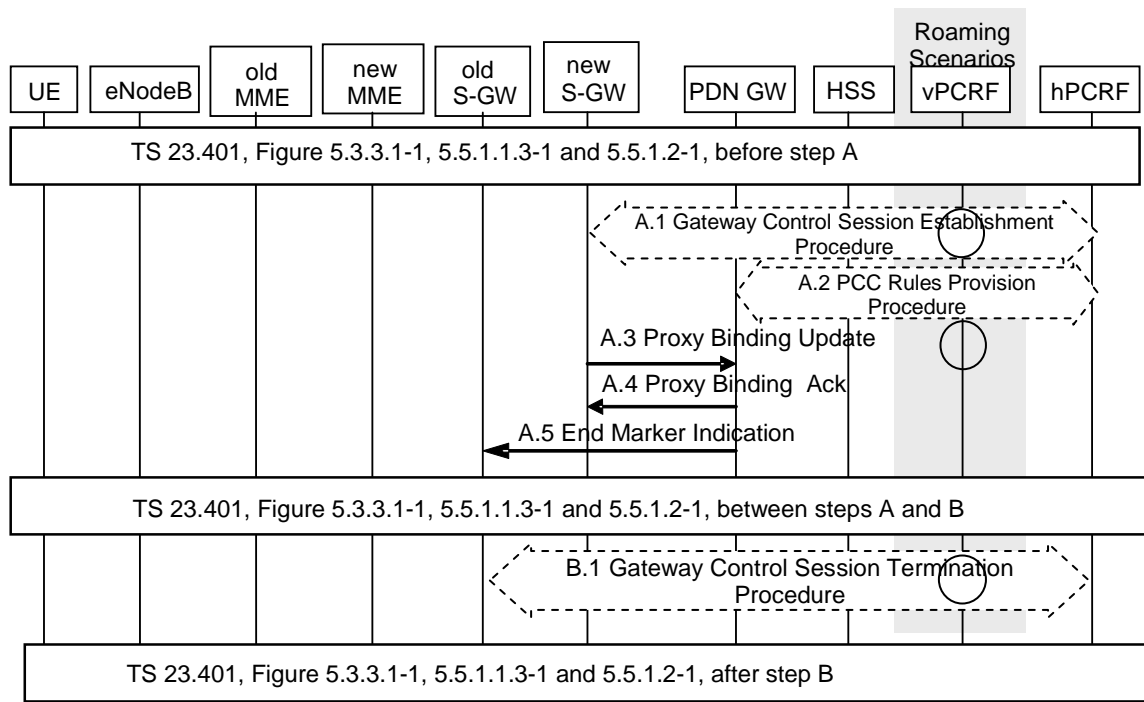 Roaming
Scenarios
UE
eNodeB
old
MME
new
MME
old
S-GW
new
S-GW
PDN GW
HSS
vPCRF
hPCRF
TS 23.401, Figure 5.3.3.1-1, 5.5.1.1.3-1 and 5.5.1.2-1, before step A
A.1 Gateway Control Session Establishment
Procedure
A.2 PCC Rules Provision
Procedure
A.3 Proxy Binding Update
A.4 Proxy Binding Ack
A.5 End Marker Indication
TS 23.401, Figure 5.3.3.1-1, 5.5.1.1.3-1 and 5.5.1.2-1, between steps A and B
B.1 Gateway Control Session Termination
Procedure
TS 23.401, Figure 5.3.3.1-1, 5.5.1.1.3-1 and 5.5.1.2-1, after step B